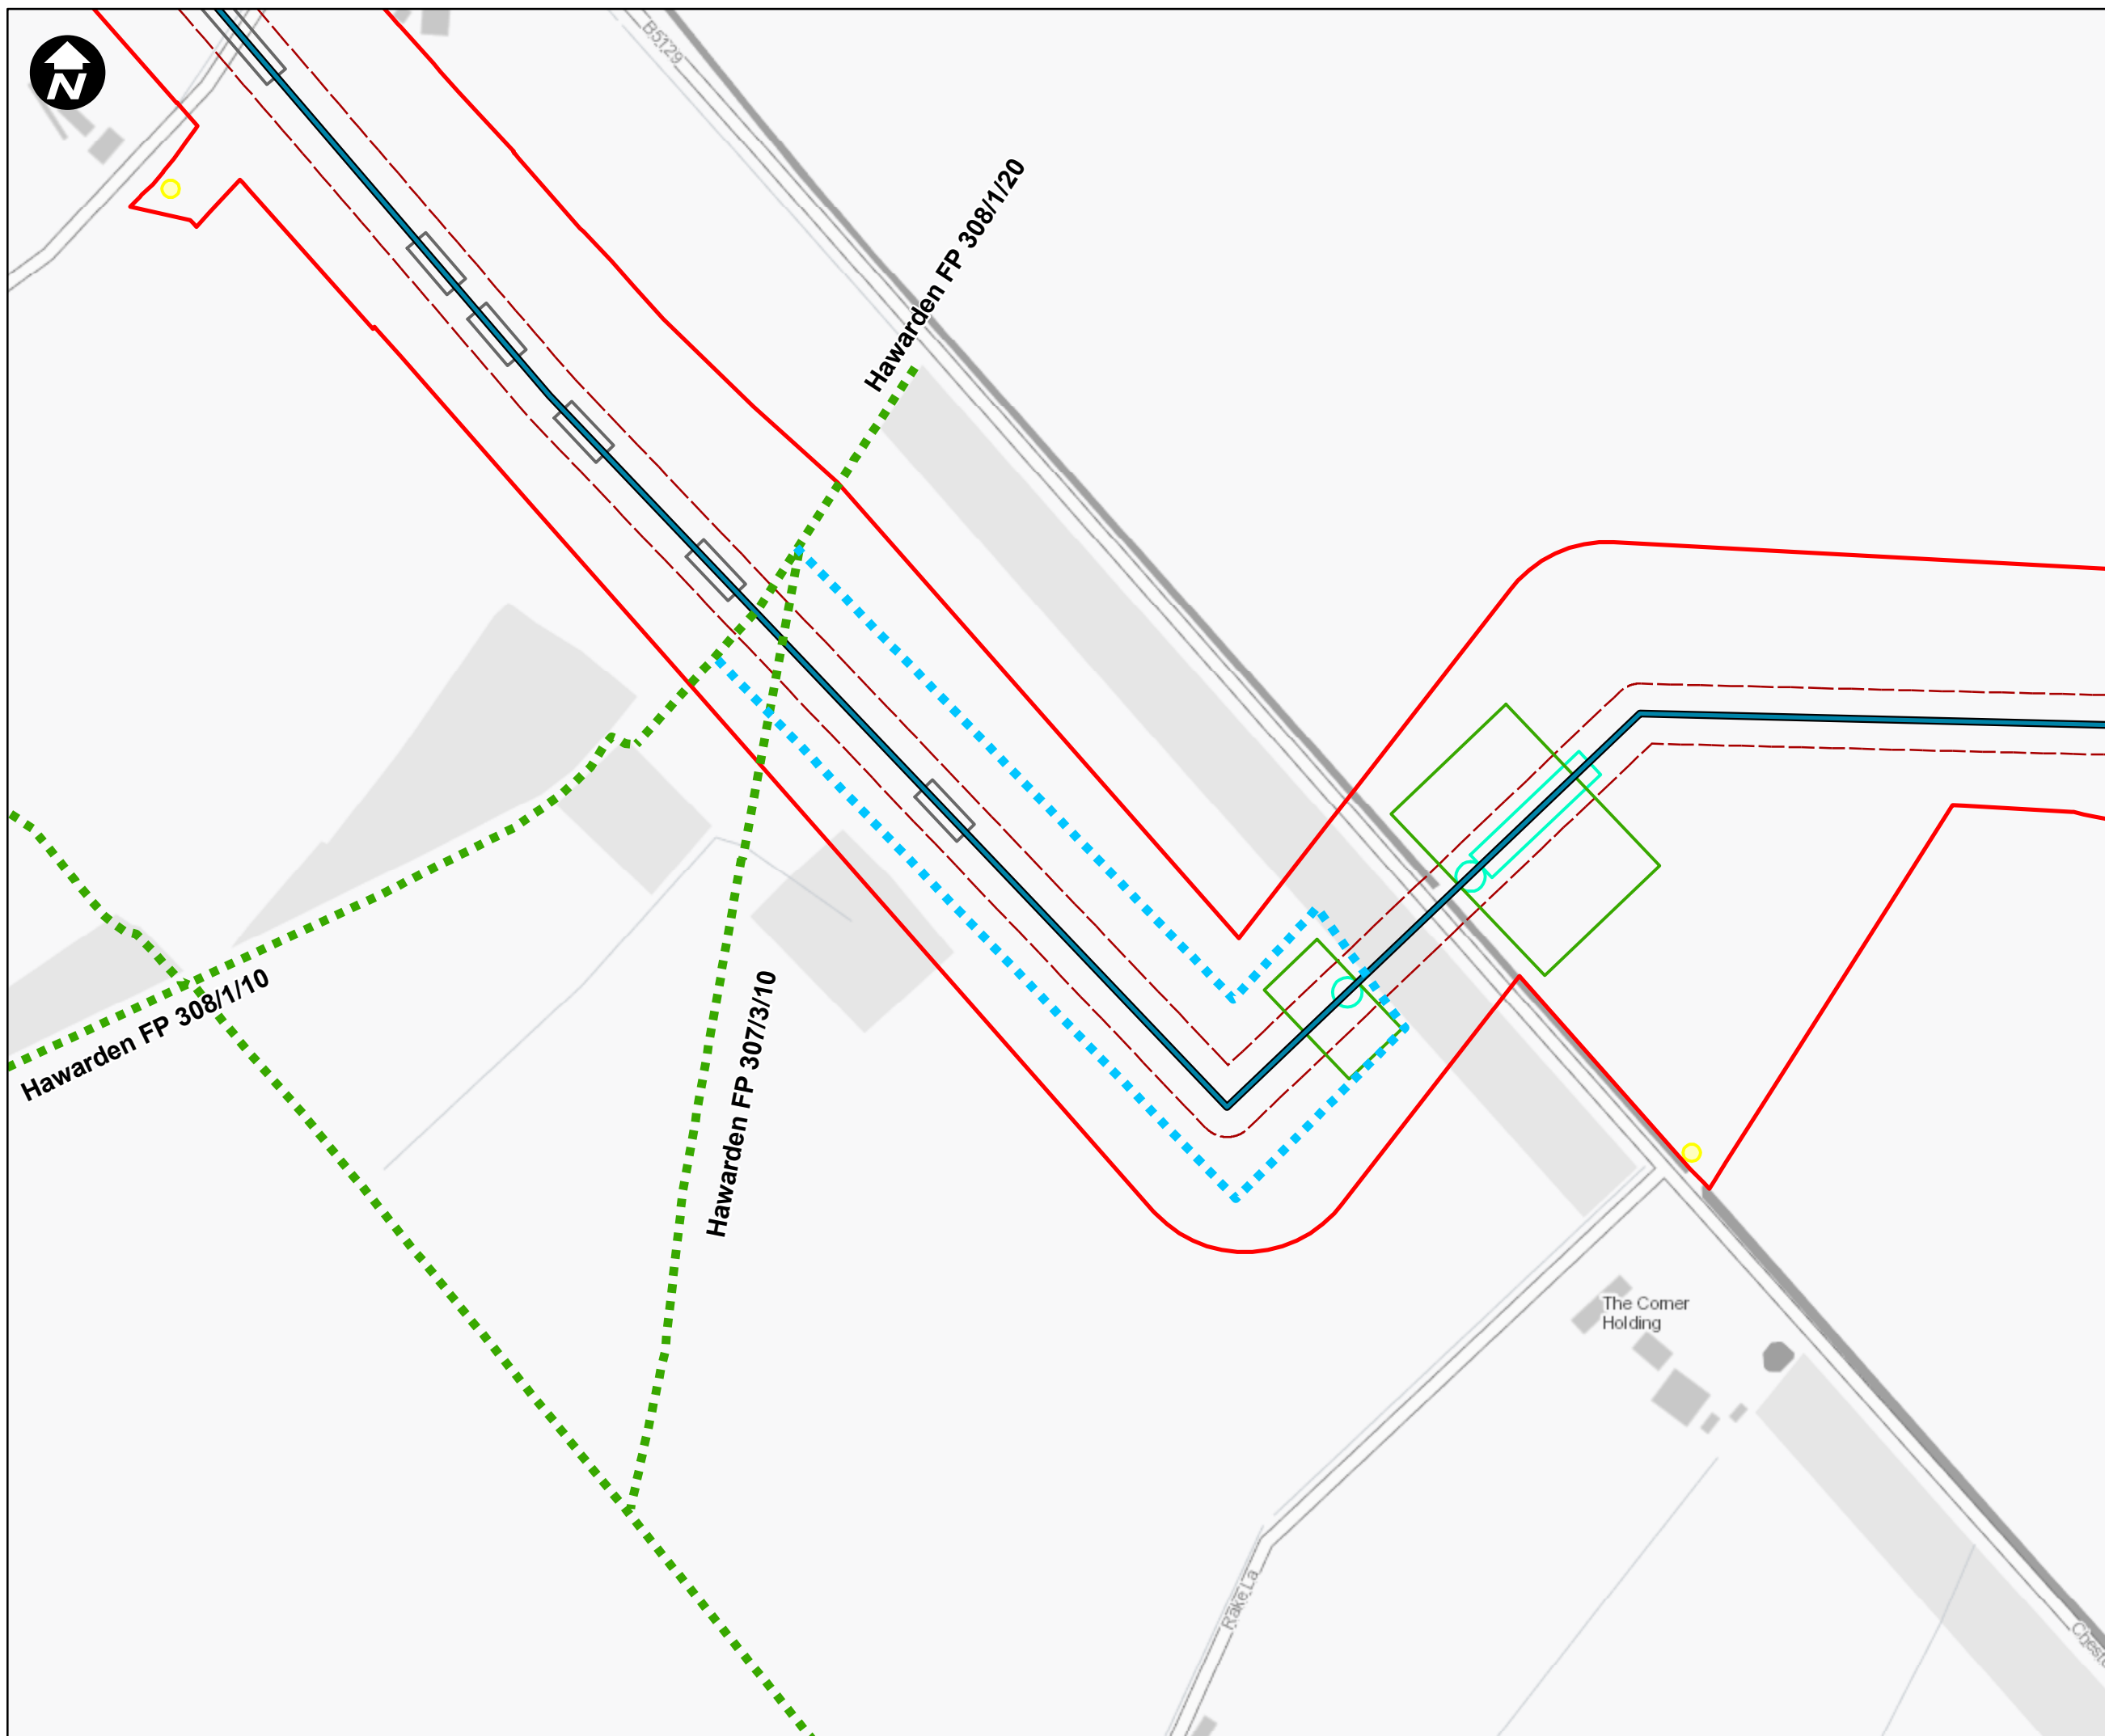 N
B5129
Hawarden FP 308/1/20
Hawarden FP 308/1/10
Hawarden FP 307/3/10
The Corner
Holding
Rake La